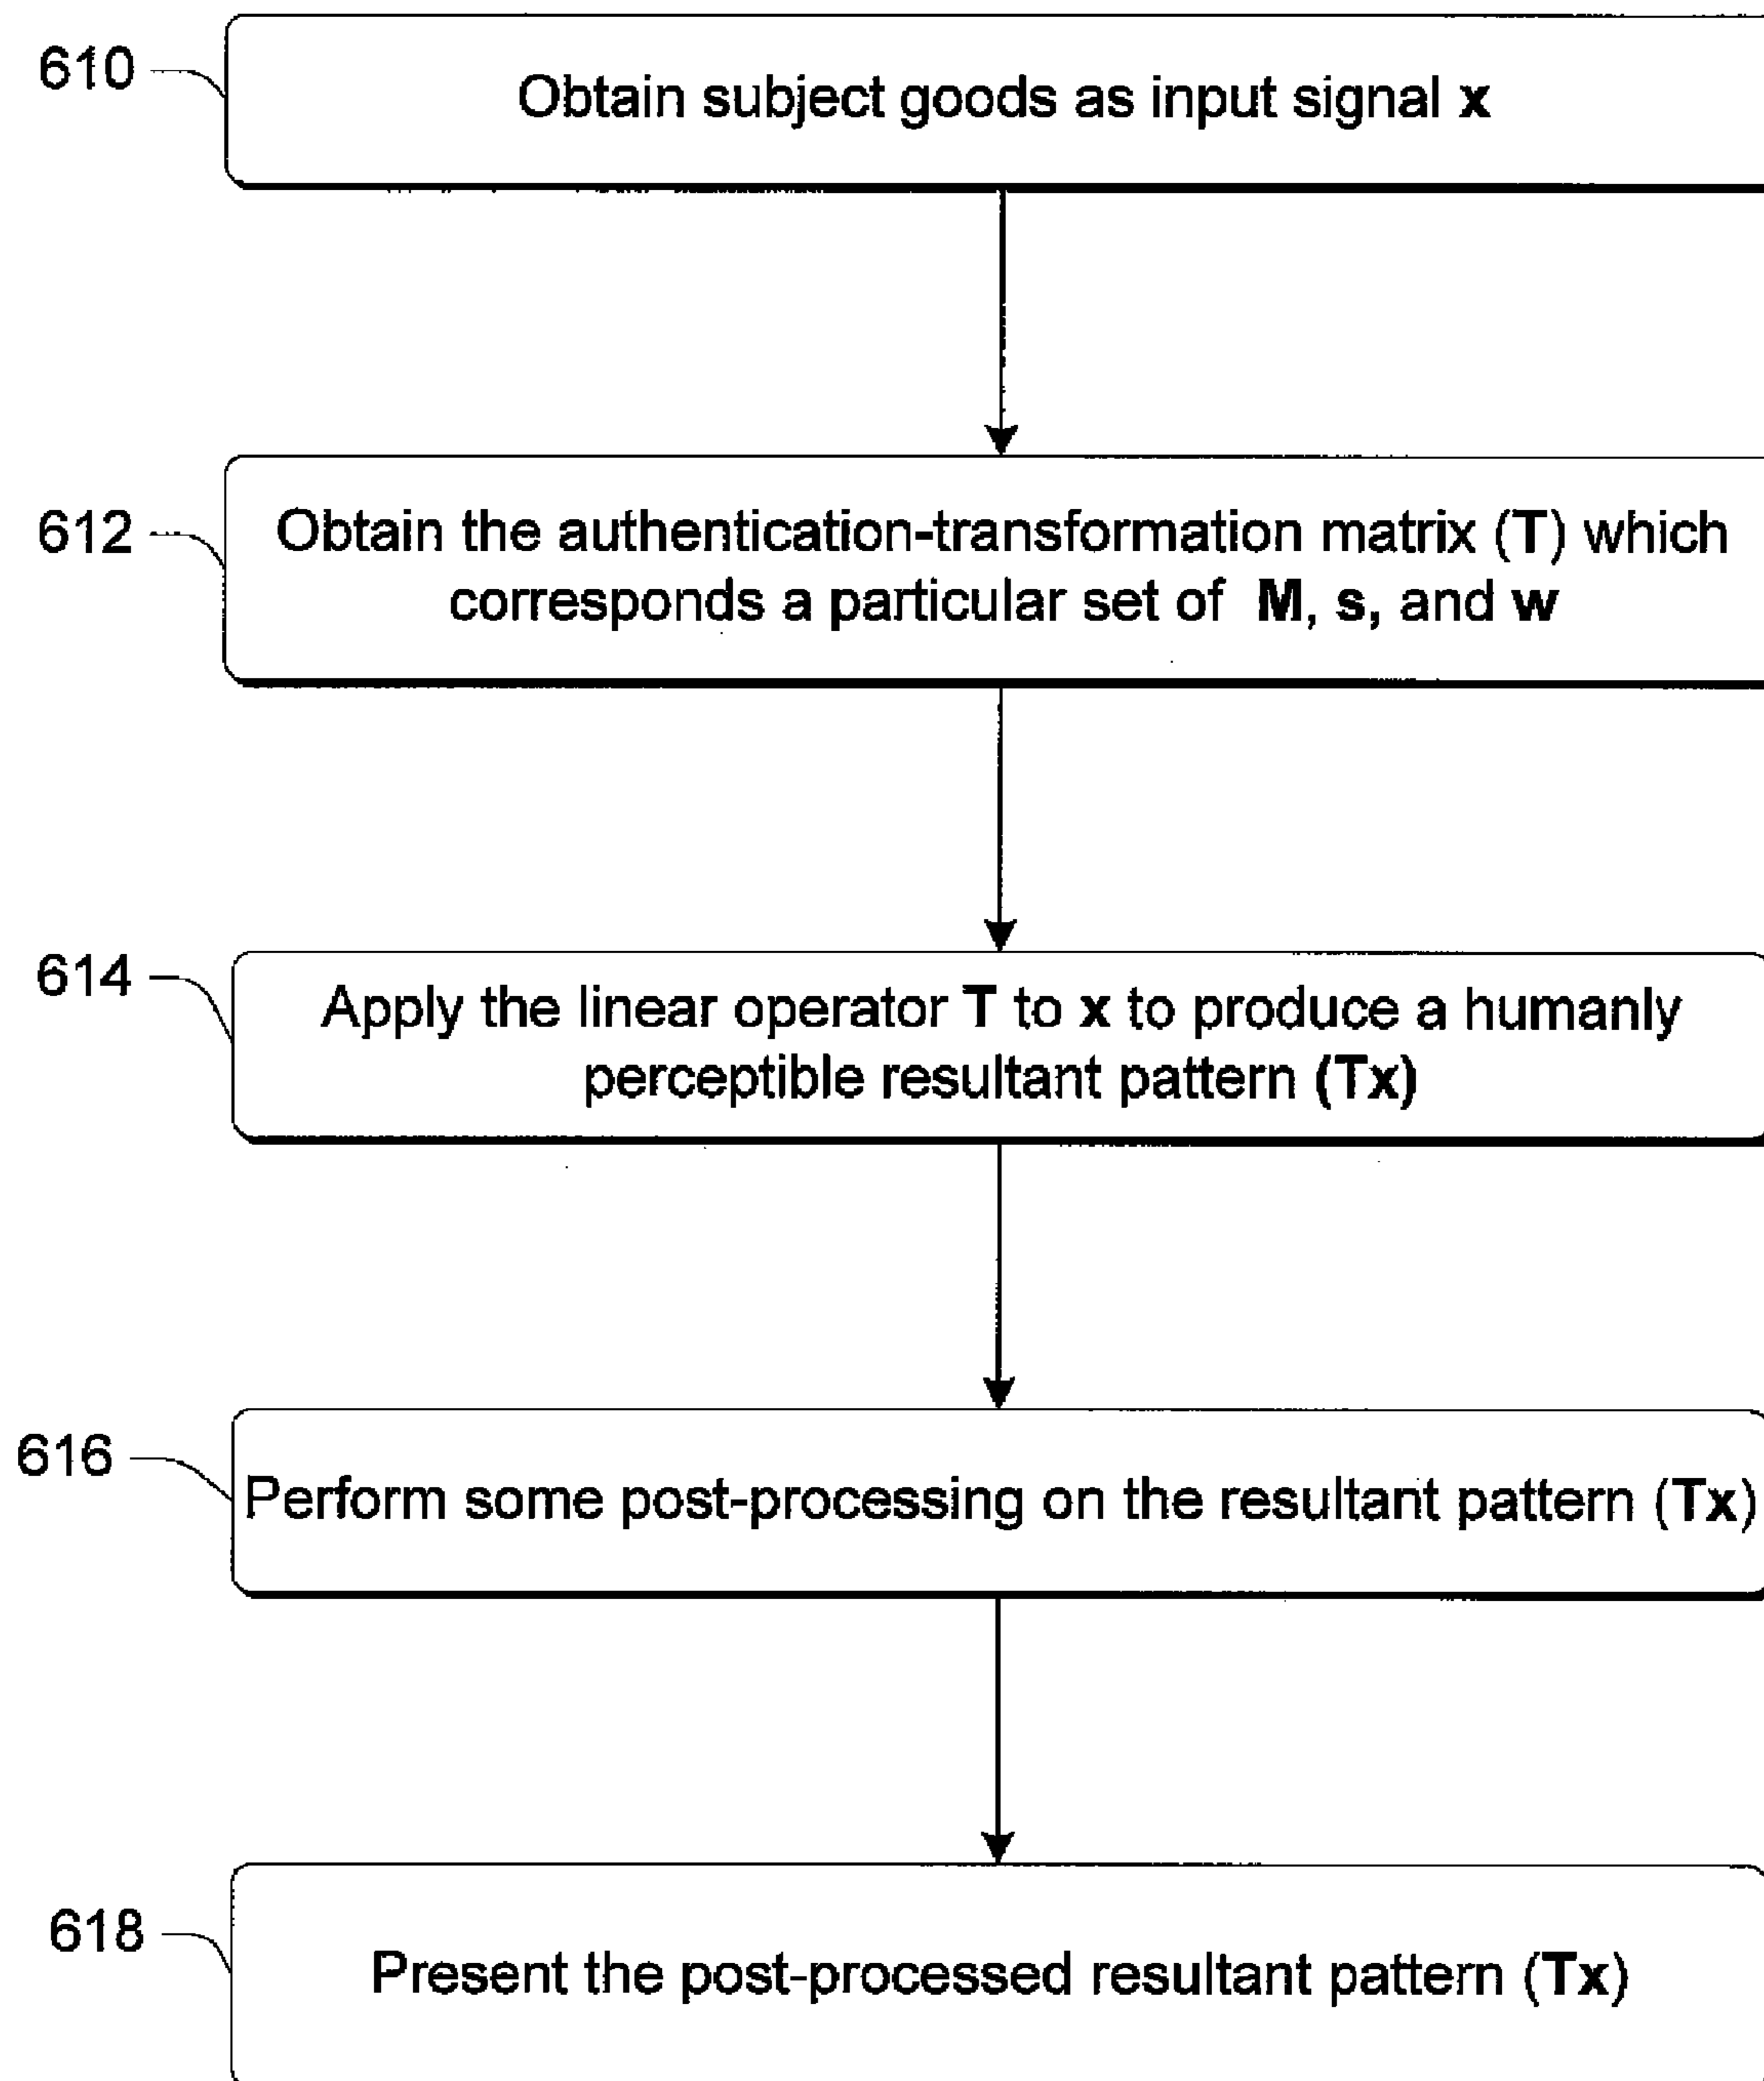 610
Obtain subject goods as input signal x
612
Obtain the authentication-transformation matrix (T) which
corresponds a particular set of M, s, and w
614
Apply the linear operator T to x to produce a humanly
perceptible resultant pattern (Tx)
616
Perform some post-processing on the resultant pattern (Tx)
618
Present the post-processed resultant pattern (Tx)